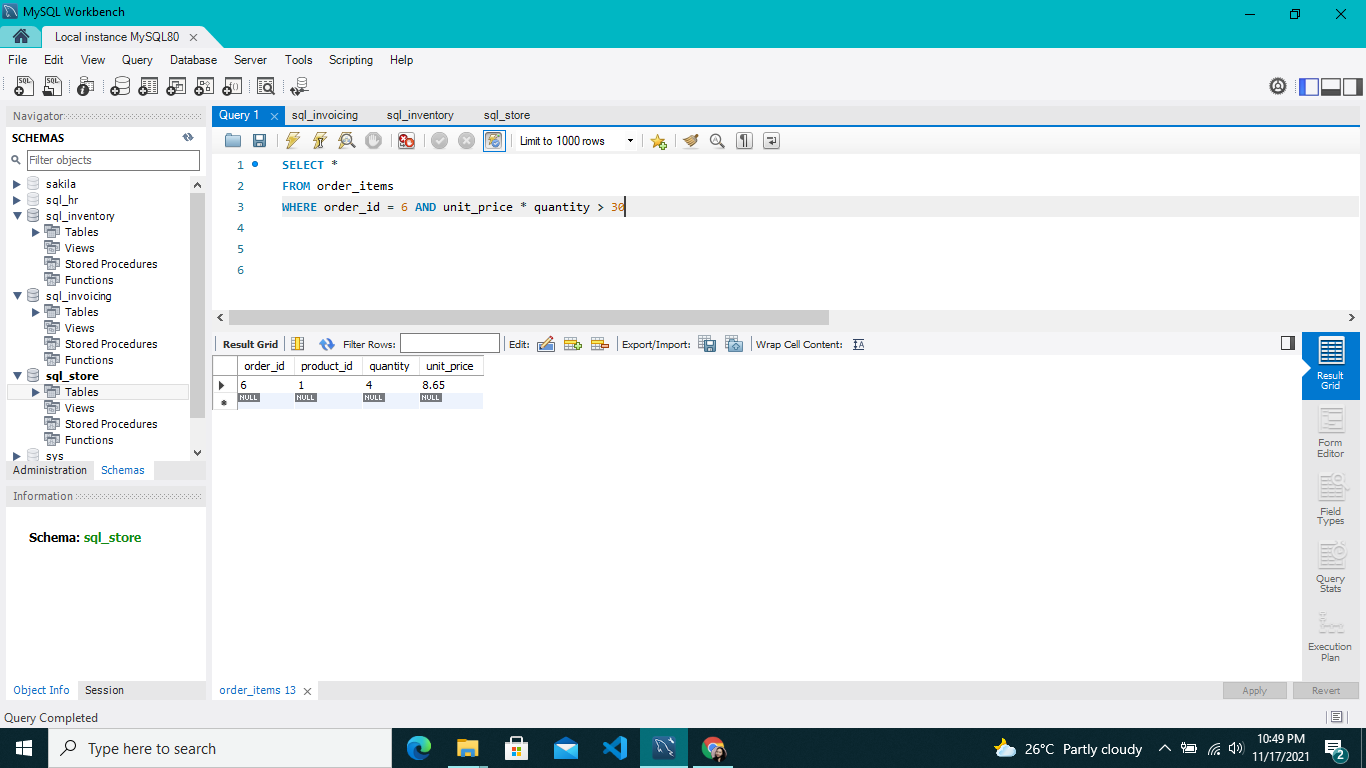 MySQL Workbench
Local instance MySQL80
File Edit View Query Database Server Tools Scripting Help
SQL SQL
Navigator
SCHEMAS
Filter objects
sakila
sql_hr
sql_inventory
Tables
Views
Stored Procedures
Functions
sql_invoicing
Tables
Views
Stored Procedures
Functions
sql_store
Tables
Views
Stored Procedures
Functions
sys
Administration Schemas
Information
Schema: sql_store
Object Info Session
Query 1 sql_invoicing sql_inventory sql_store
Limit to 1000 rows
1 SELECT *
2 FROM order_items
3 WHERE order_id = 6 AND unit_price * quantity > 30
4
5
6
Result Grid Filter Rows: Edit: Export/Import: Wrap Cell Content: IA
order_id product_id quantity unit_price
6 1 4 8.65
NULL NULL NULL NULL
Result
Grid
Form
Editor
Field
Types
Query
Stats
Execution
Plan
order_items 13
Apply Revert
Query Completed
Type here to search
26°C Partly cloudy
10:49 PM
11/17/2021
2